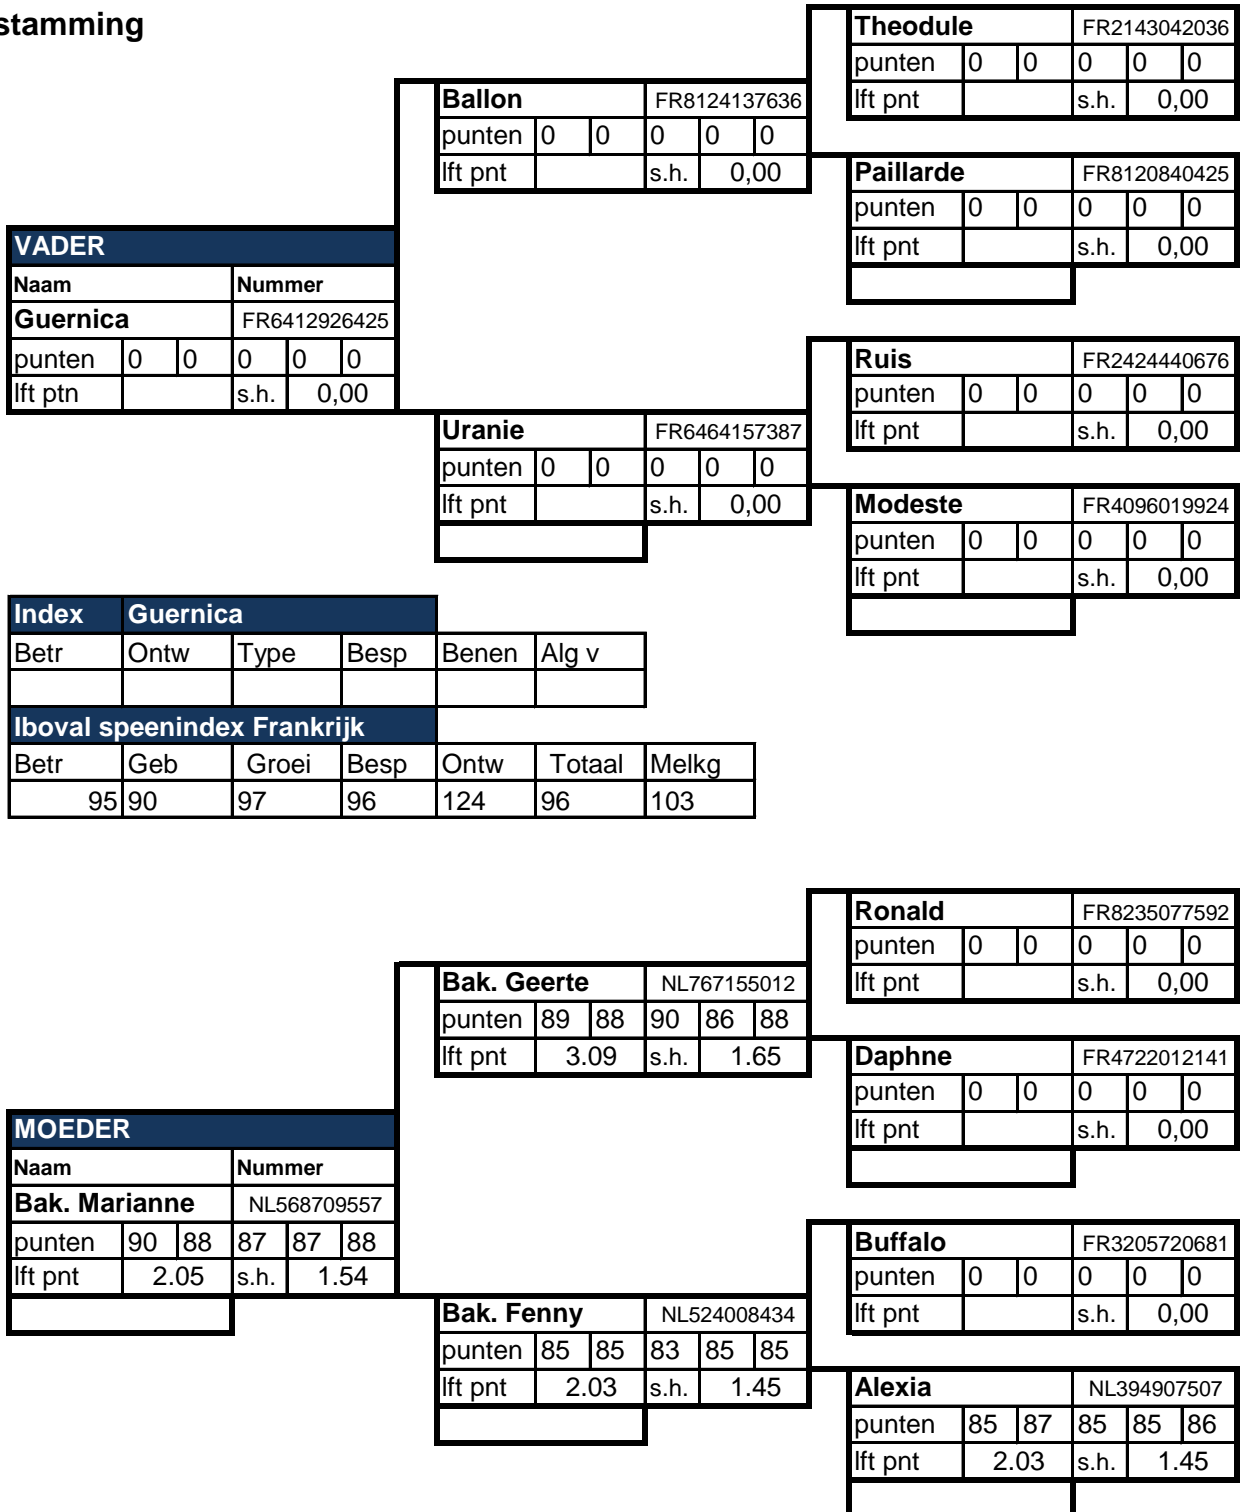 stamming
Theodule FR2143042036
punten 0 0 0 0 0
lft pnt s.h. 0,00
Ballon FR8124137636
punten 0 0 0 0 0
lft pnt s.h. 0,00
Paillarde FR8120840425
punten 0 0 0 0 0
lft pnt s.h. 0,00
VADER
Naam Nummer
Guernica FR6412926425
punten 0 0 0 0 0
lft ptn s.h. 0,00
Ruis FR2424440676
punten 0 0 0 0 0
lft pnt s.h. 0,00
Uranie FR6464157387
punten 0 0 0 0 0
lft pnt s.h. 0,00
Modeste FR4096019924
punten 0 0 0 0 0
lft pnt s.h. 0,00
Index Guernica
Betr Ontw Type Besp Benen Alg v
Iboval speenindex Frankrijk
Betr Geb Groei Besp Ontw Totaal Melkg
95 90 97 96 124 96 103
Ronald FR8235077592
punten 0 0 0 0 0
lft pnt s.h. 0,00
Bak. Geerte NL767155012
punten 89 88 90 86 88
lft pnt 3.09 s.h. 1.65
Daphne FR4722012141
punten 0 0 0 0 0
lft pnt s.h. 0,00
MOEDER
Naam Nummer
Bak. Marianne NL568709557
punten 90 88 87 87 88
lft pnt 2.05 s.h. 1.54
Buffalo FR3205720681
punten 0 0 0 0 0
lft pnt s.h. 0,00
Bak. Fenny NL524008434
punten 85 85 83 85 85
lft pnt 2.03 s.h. 1.45
Alexia NL394907507
punten 85 87 85 85 86
lft pnt 2.03 s.h. 1.45